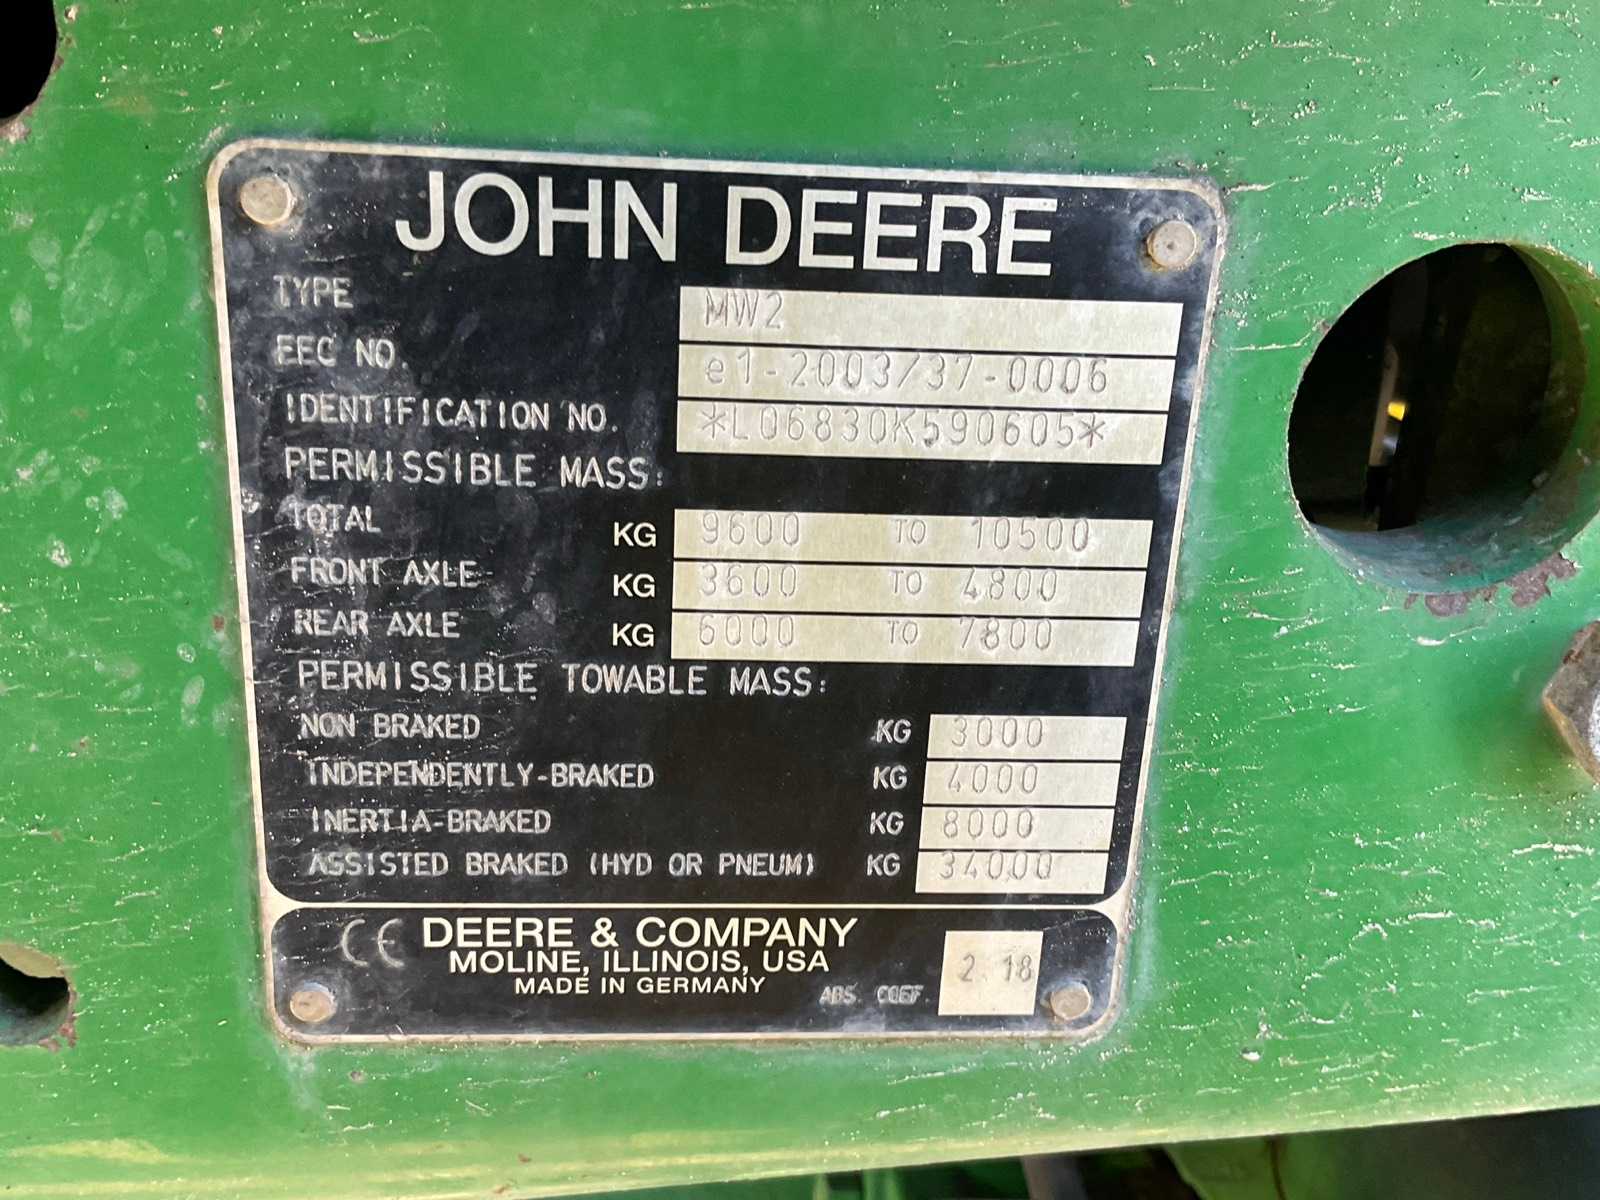 JOHN DEERE
TYPE MW2
EEC NO. e1-2003/37-0006
IDENTIFICATION NO. *L06830K590605*
PERMISSIBLE MASS:
TOTAL KG 9600 TO 10500
FRONT AXLE KG 3600 TO 4800
REAR AXLE KG 6000 TO 7800
PERMISSIBLE TOWABLE MASS:
NON BRAKED KG 3000
INDEPENDENTLY-BRAKED KG 4000
INERTIA-BRAKED KG 8000
ASSISTED BRAKED (HYD OR PNEUM) KG 34000
CE DEERE & COMPANY
MOLINE, ILLINOIS, USA
MADE IN GERMANY
ABS. COEF. 2.18